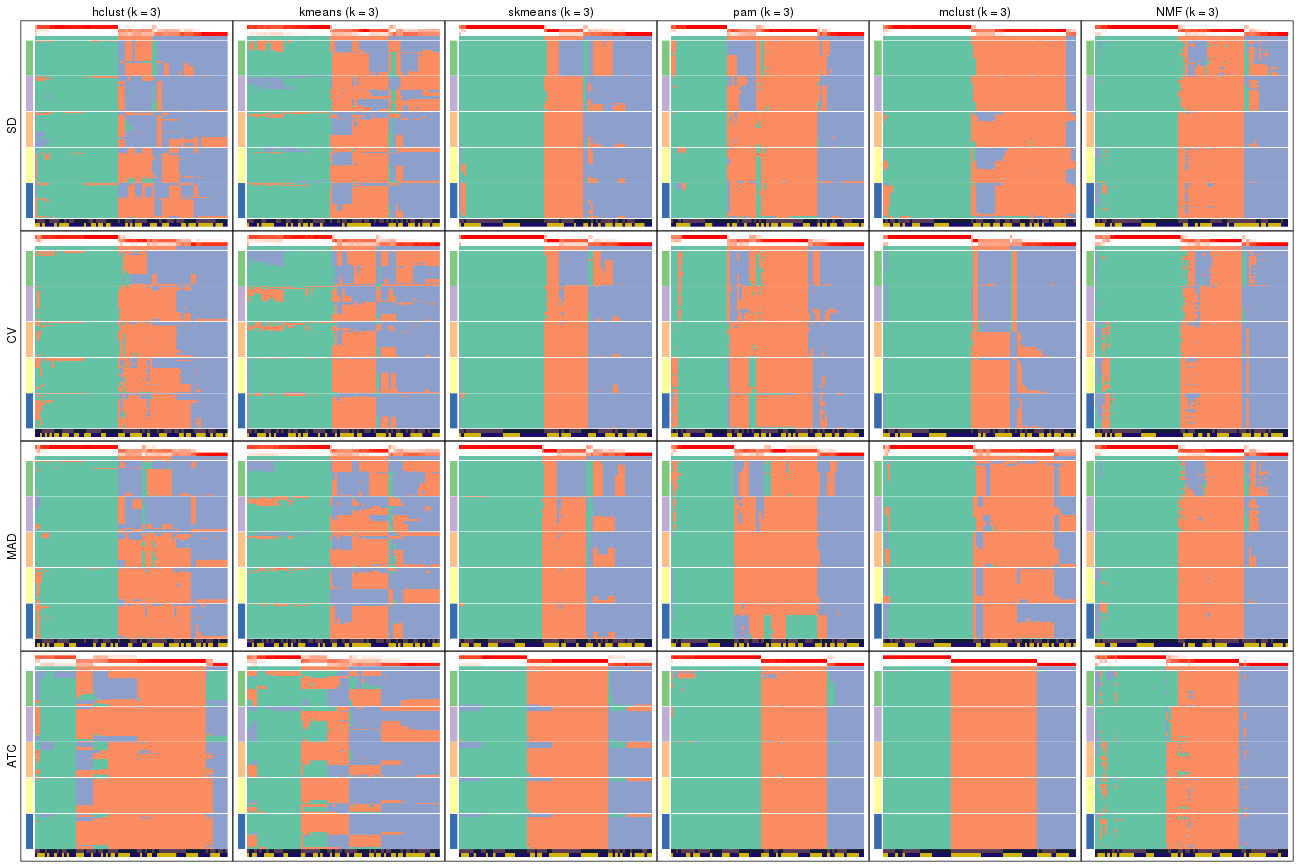 hclust (k = 3)
kmeans (k = 3)
skmeans (k = 3)
pam (k = 3)
mclust (k = 3)
NMF (k = 3)
SD
CV
MAD
ATC